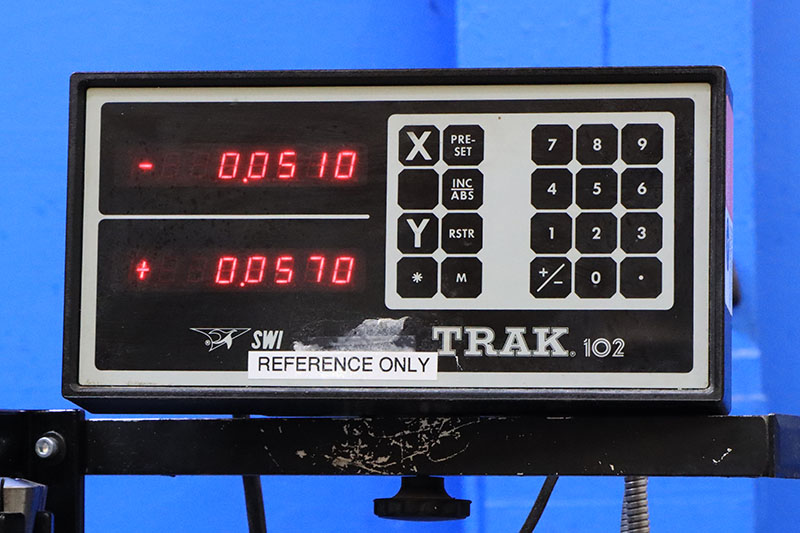 - 0.0510
+ 0.0570
X PRE-SET
INC ABS
Y RSTR
* M
7 8 9
4 5 6
1 2 3
+/- 0 .
SWI
TRAK® 102
REFERENCE ONLY